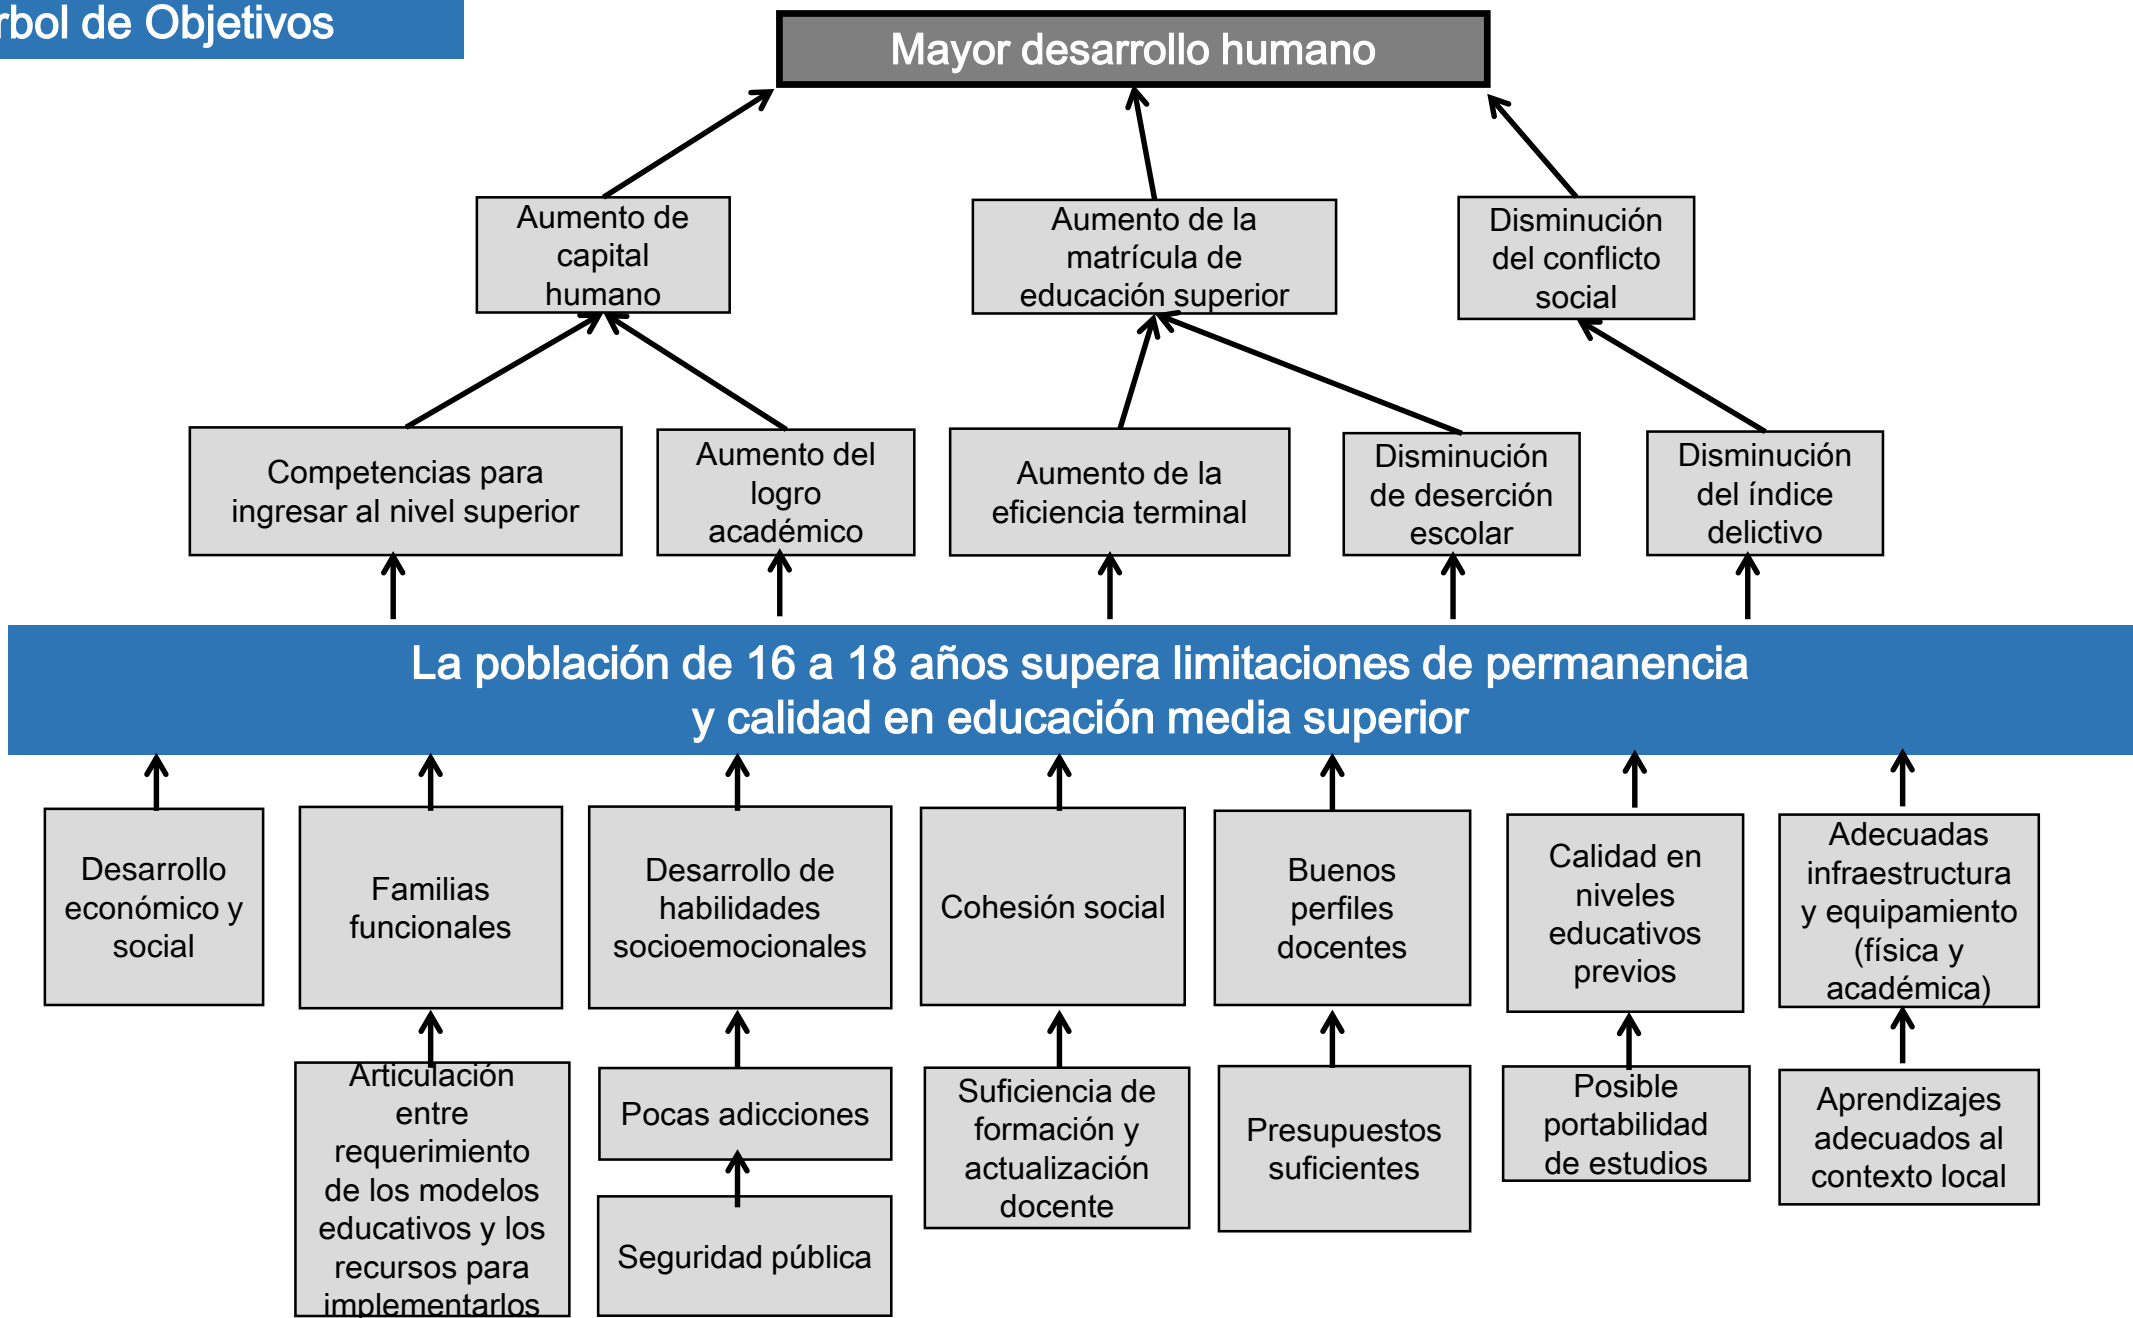 rbol de Objetivos
Mayor desarrollo humano
Aumento de
capital
humano
Aumento de la
matrícula de
educación superior
Disminución
del conflicto
social
Competencias para
ingresar al nivel superior
Aumento del
logro
académico
Aumento de la
eficiencia terminal
Disminución
de deserción
escolar
Disminución
del índice
delictivo
La población de 16 a 18 años supera limitaciones de permanencia
y calidad en educación media superior
Desarrollo
económico y
social
Familias
funcionales
Desarrollo de
habilidades
socioemocionales
Cohesión social
Buenos
perfiles
docentes
Calidad en
niveles
educativos
previos
Adecuadas
infraestructura
y equipamiento
(física y
académica)
Articulación
entre
requerimiento
de los modelos
educativos y los
recursos para
implementarlos
Pocas adicciones
Seguridad pública
Suficiencia de
formación y
actualización
docente
Presupuestos
suficientes
Posible
portabilidad
de estudios
Aprendizajes
adecuados al
contexto local